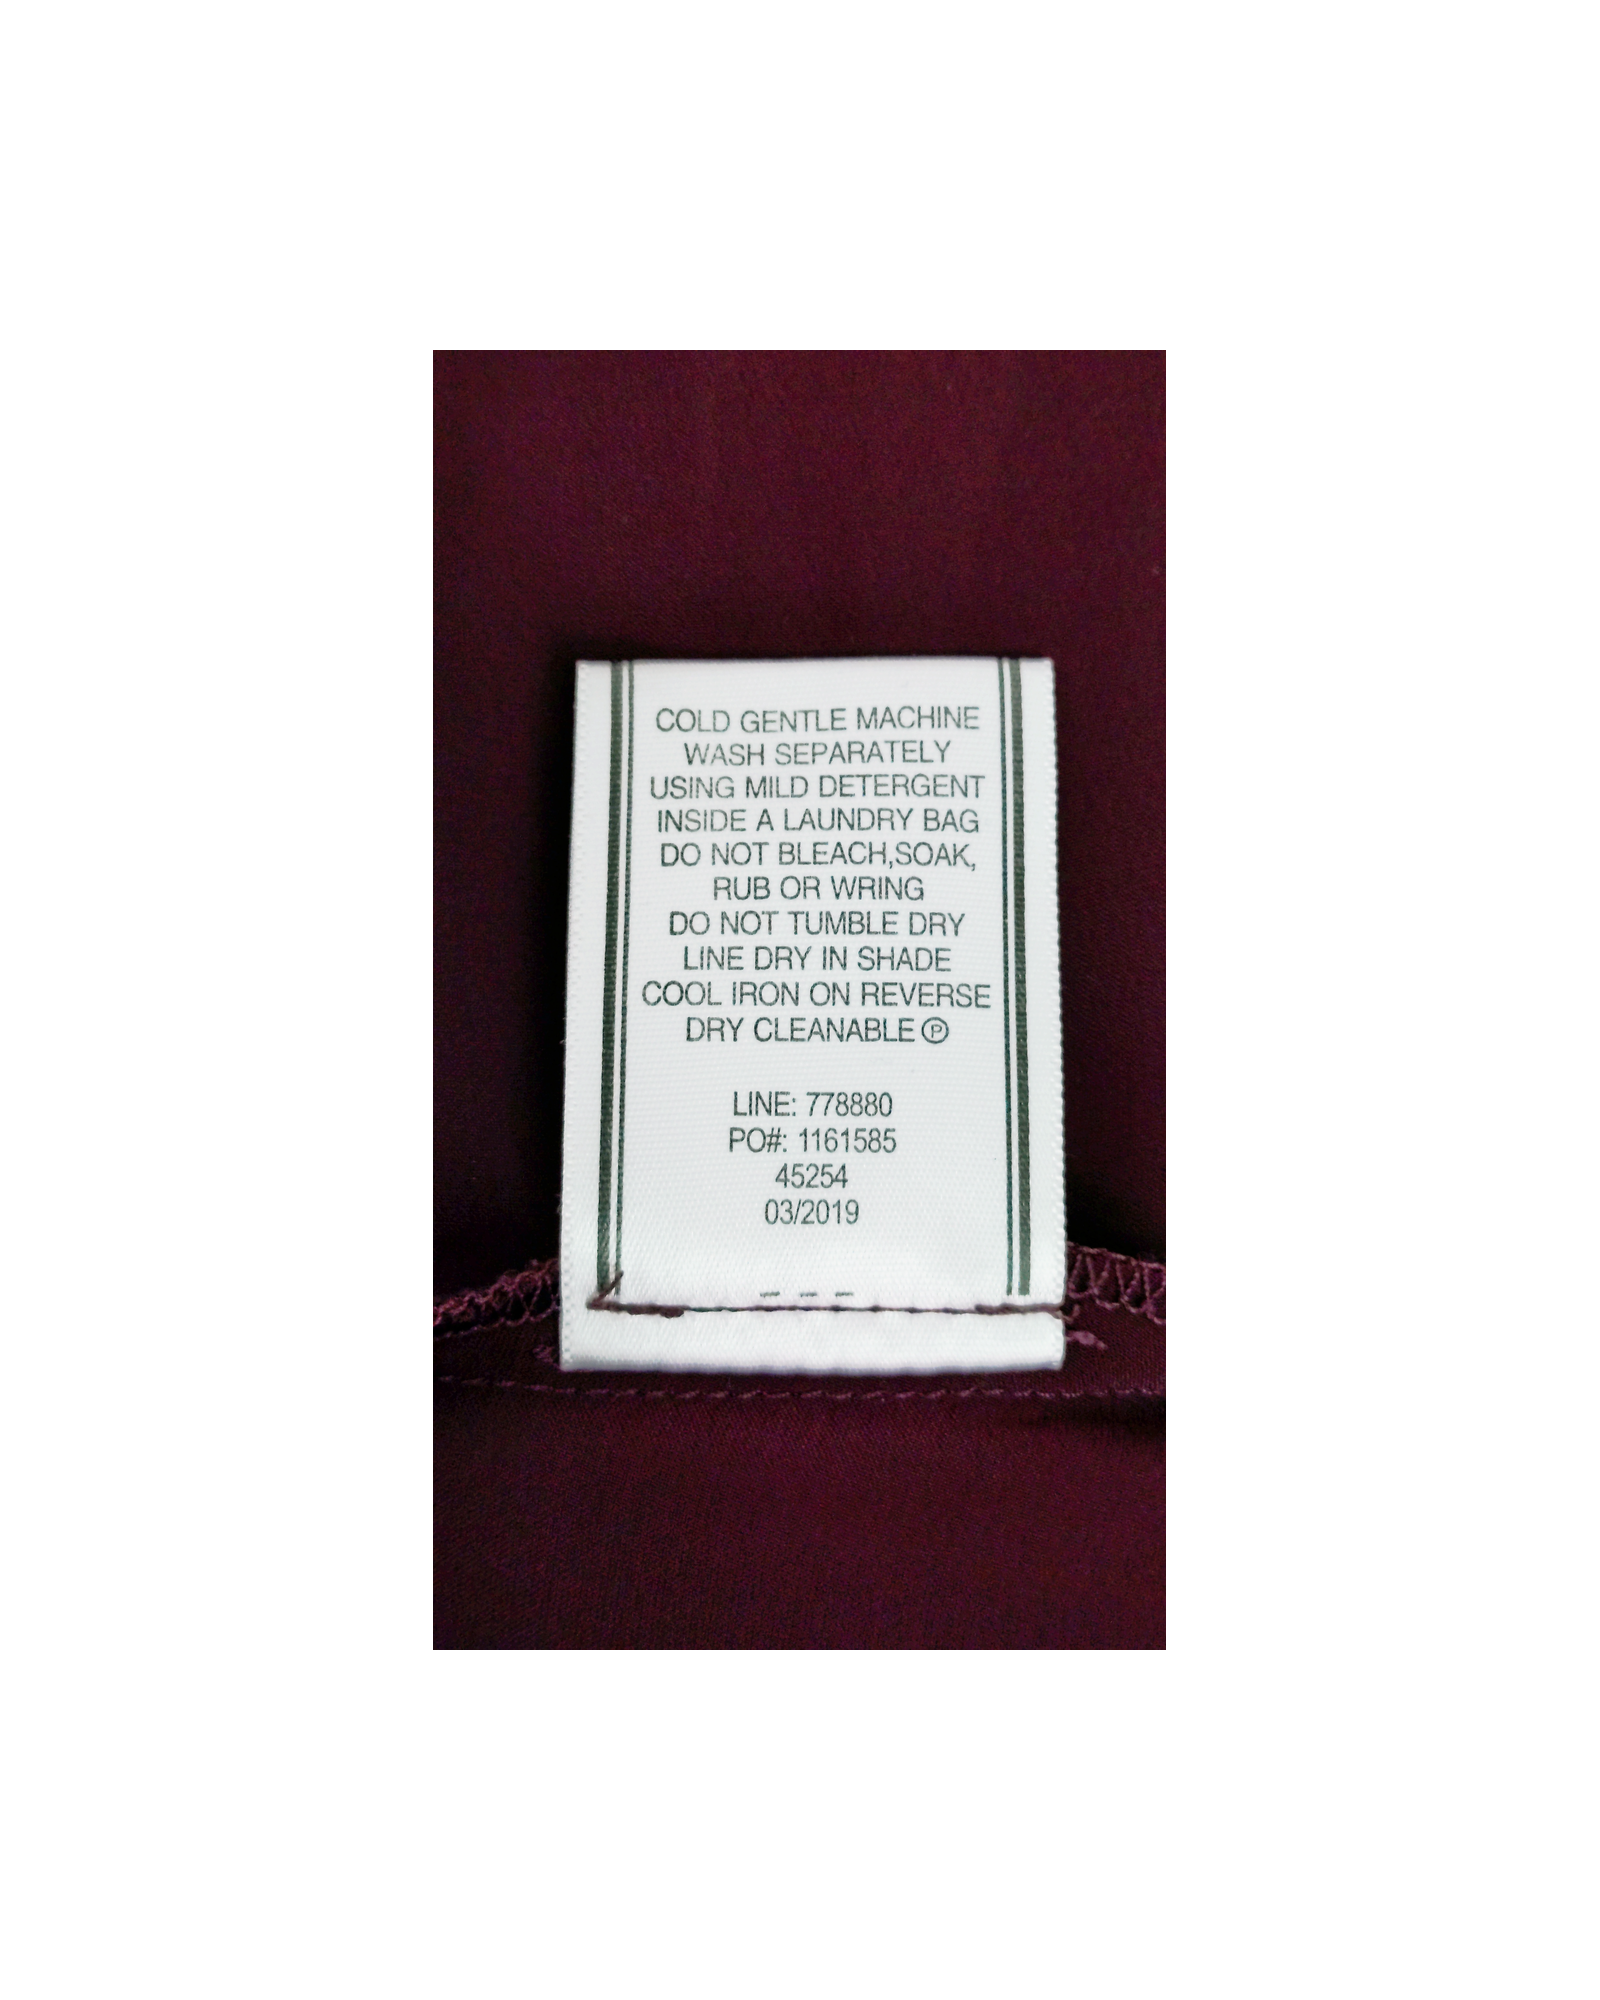 COLD GENTLE MACHINE
WASH SEPARATELY
USING MILD DETERGENT
INSIDE A LAUNDRY BAG
DO NOT BLEACH,SOAK,
RUB OR WRING
DO NOT TUMBLE DRY
LINE DRY IN SHADE
COOL IRON ON REVERSE
DRY CLEANABLE Ⓟ
LINE: 778880
PO#: 1161585
45254
03/2019